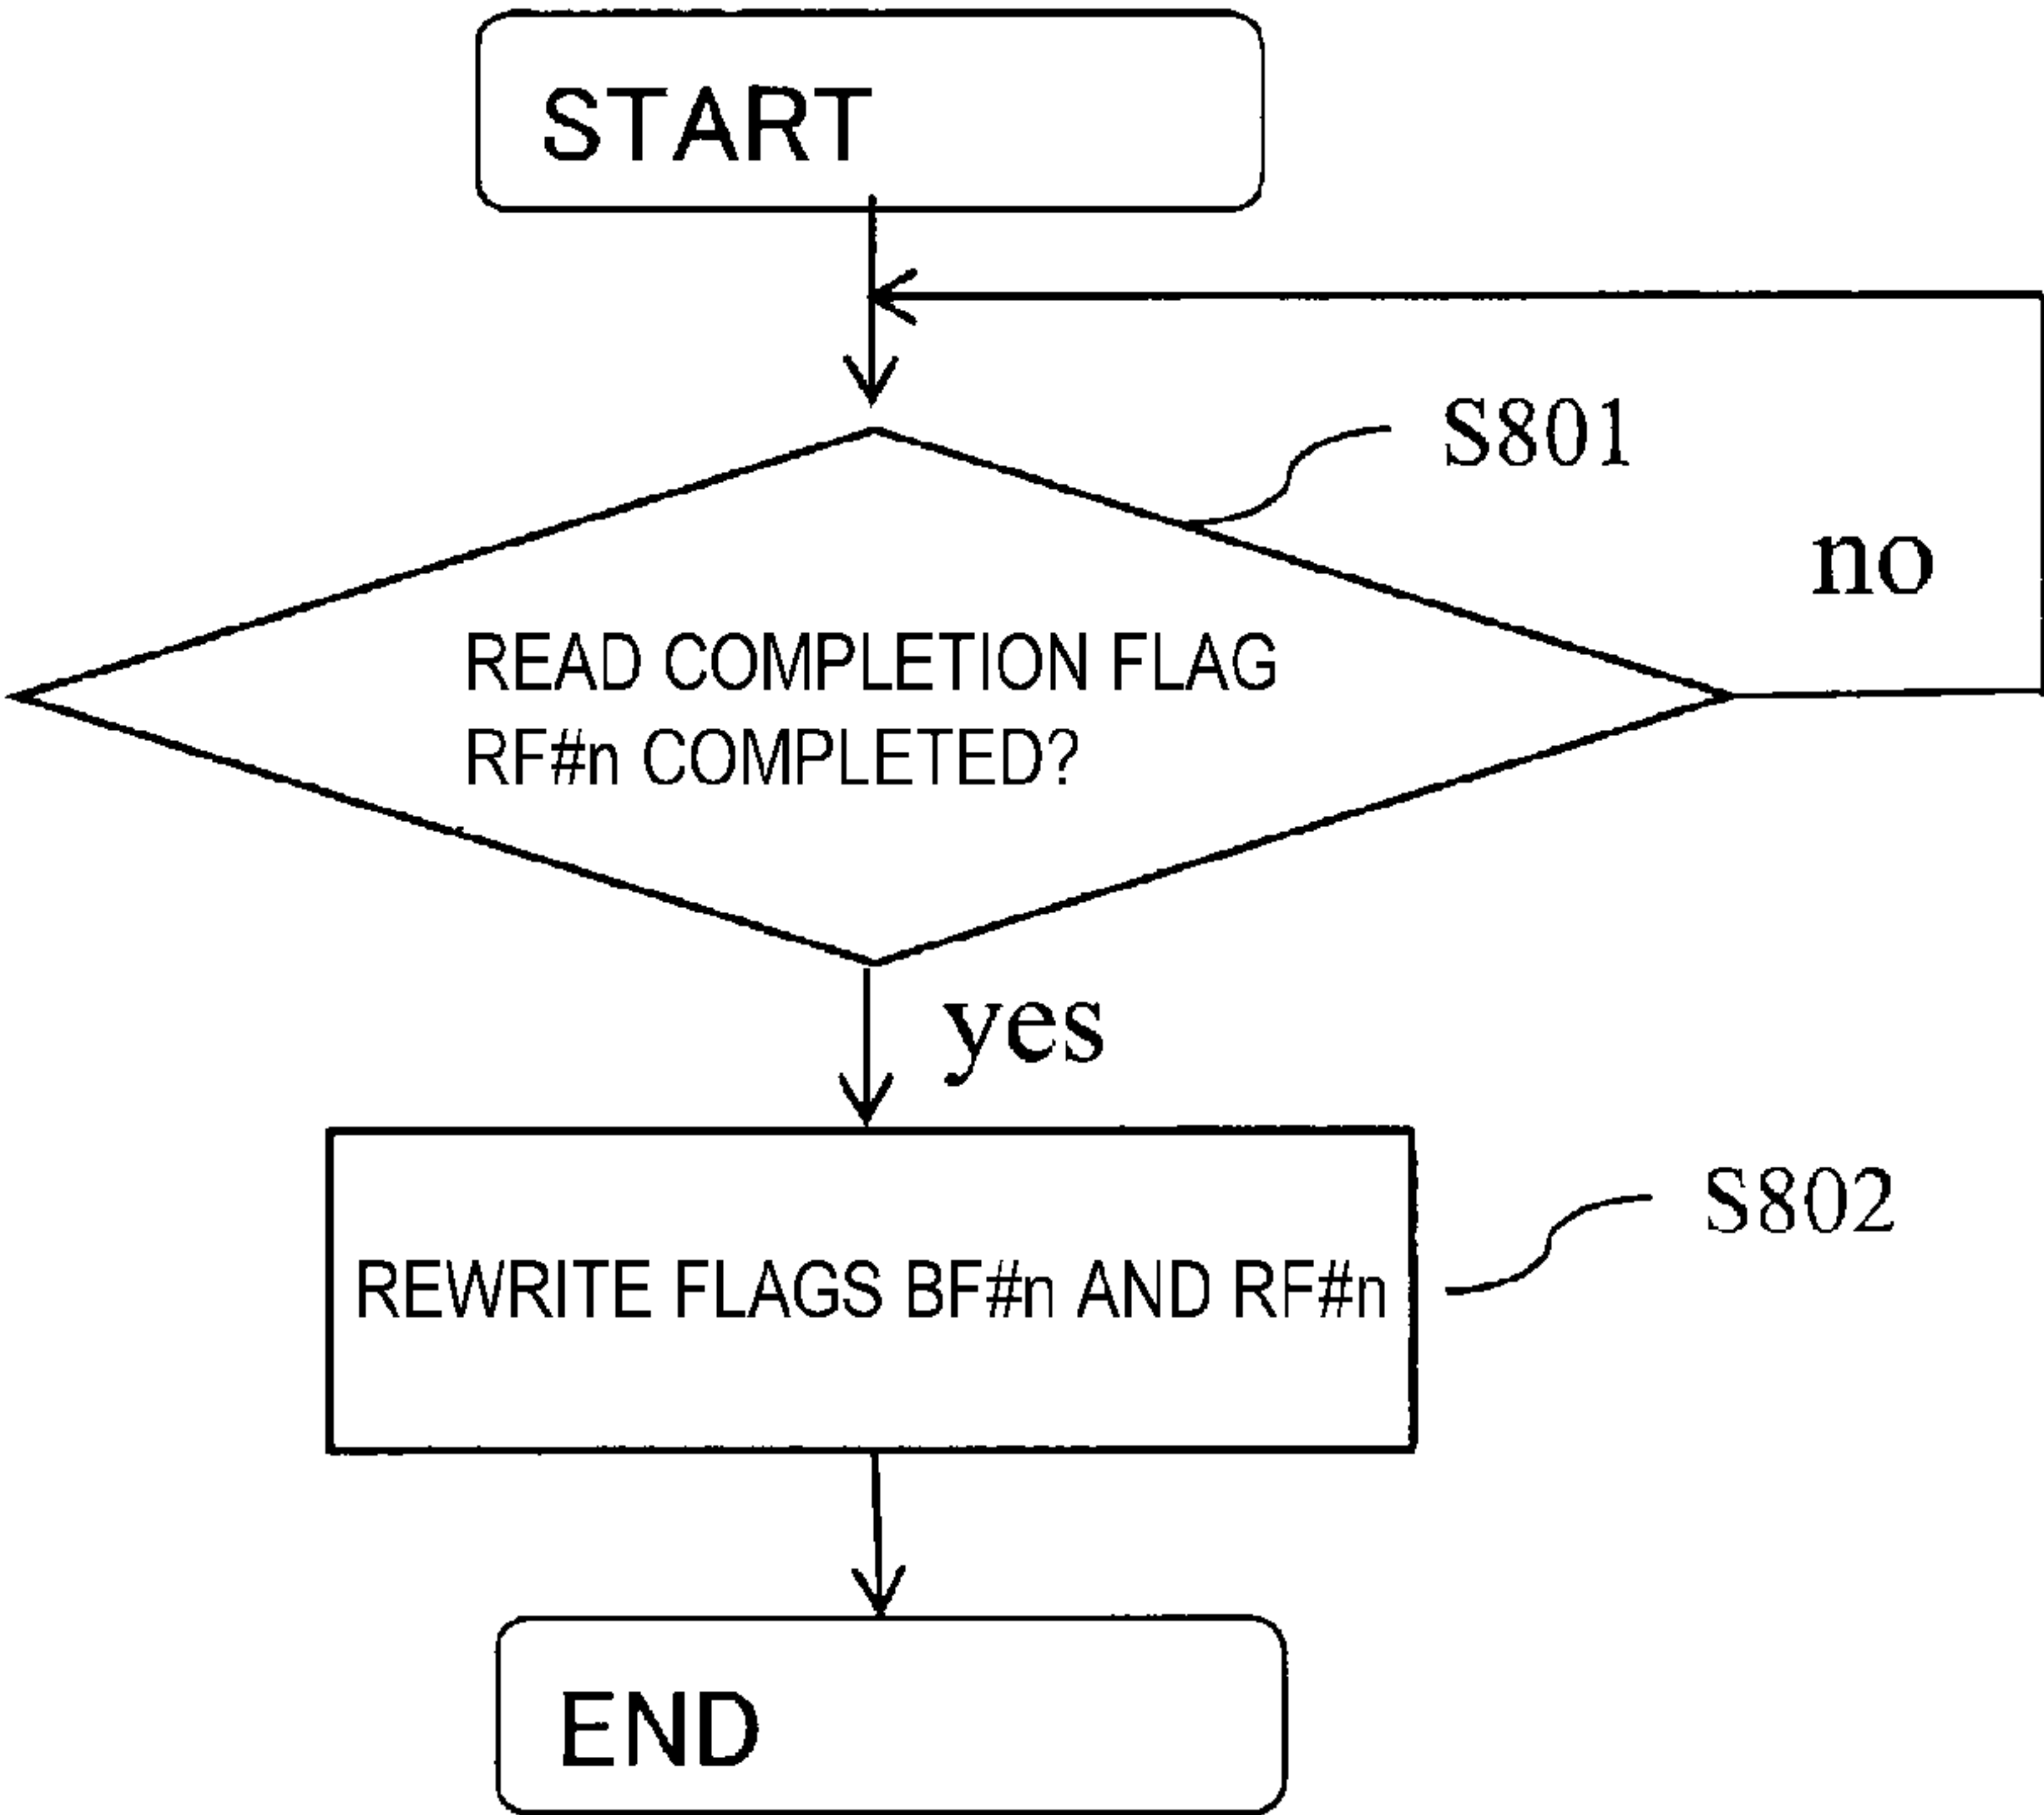 START
S801
no
READ COMPLETION FLAG
RF#n COMPLETED?
yes
S802
REWRITE FLAGS BF#n AND RF#n
END